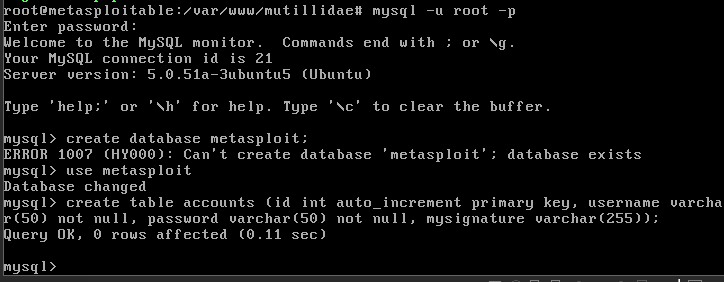 root@metasploitable:/var/www/mutillidae# mysql -u root -p
Enter password:
Welcome to the MySQL monitor.  Commands end with ; or \g.
Your MySQL connection id is 21
Server version: 5.0.51a-3ubuntu5 (Ubuntu)
Type 'help;' or '\h' for help. Type '\c' to clear the buffer.
mysql> create database metasploit;
ERROR 1007 (HY000): Can't create database 'metasploit'; database exists
mysql> use metasploit
Database changed
mysql> create table accounts (id int auto_increment primary key, username varcha
r(50) not null, password varchar(50) not null, mysignature varchar(255));
Query OK, 0 rows affected (0.11 sec)
mysql>